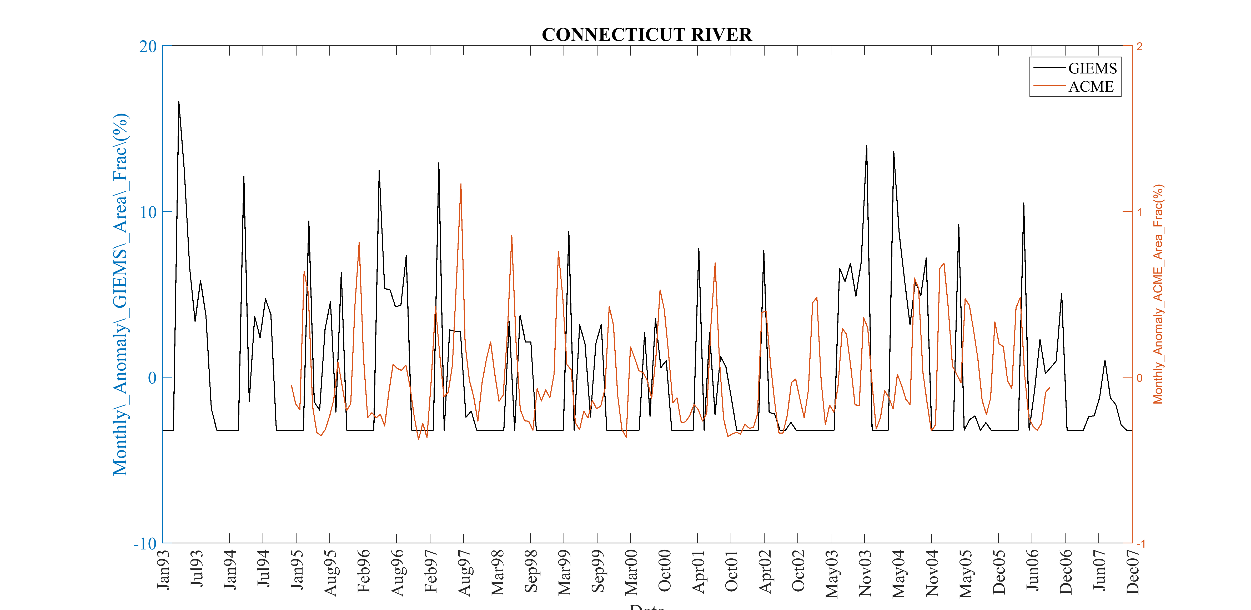 CONNECTICUT RIVER
GIEMS
ACME
Monthly\_Anomaly\_GIEMS\_Area\_Frac\(%)
20
10
0
-10
Monthly_Anomaly_ACME_Area_Frac(%)
2
1
0
-1
Jan93
Jul93
Jan94
Jul94
Jan95
Aug95
Feb96
Aug96
Feb97
Aug97
Mar98
Sep98
Mar99
Sep99
Mar00
Oct00
Apr01
Oct01
Apr02
Oct02
May03
Nov03
May04
Nov04
May05
Dec05
Jun06
Dec06
Jun07
Dec07
Date